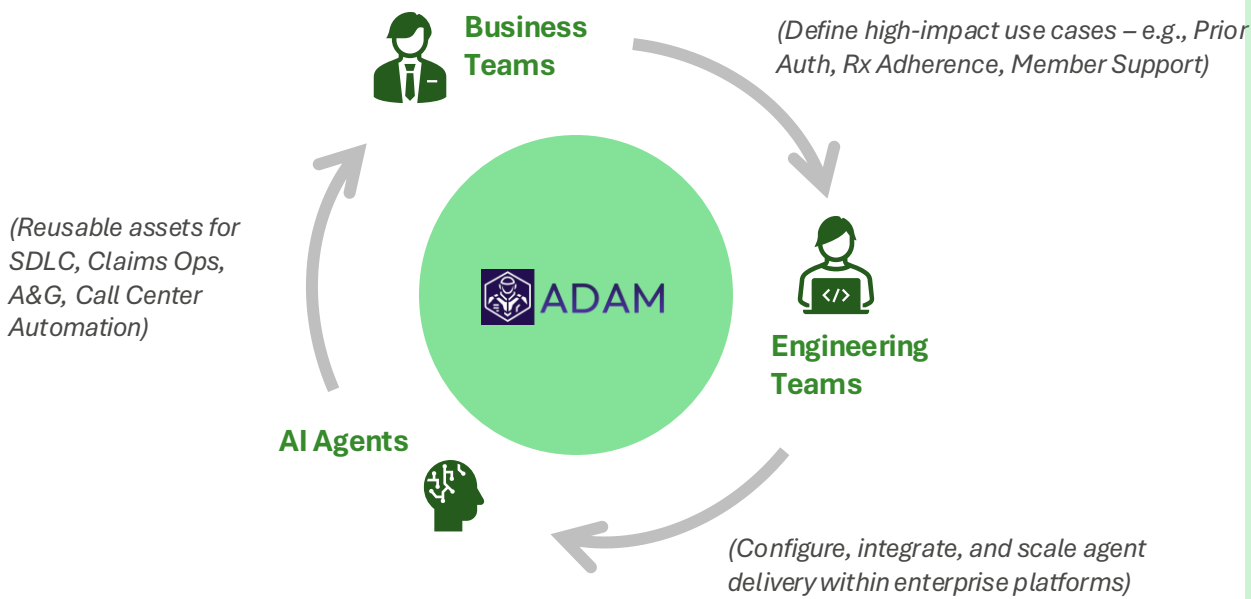 Business
Teams
(Define high-impact use cases – e.g., Prior
Auth, Rx Adherence, Member Support)
(Reusable assets for
SDLC, Claims Ops,
A&G, Call Center
Automation)
ADAM
</>
Engineering
Teams
AI Agents
(Configure, integrate, and scale agent
delivery within enterprise platforms)